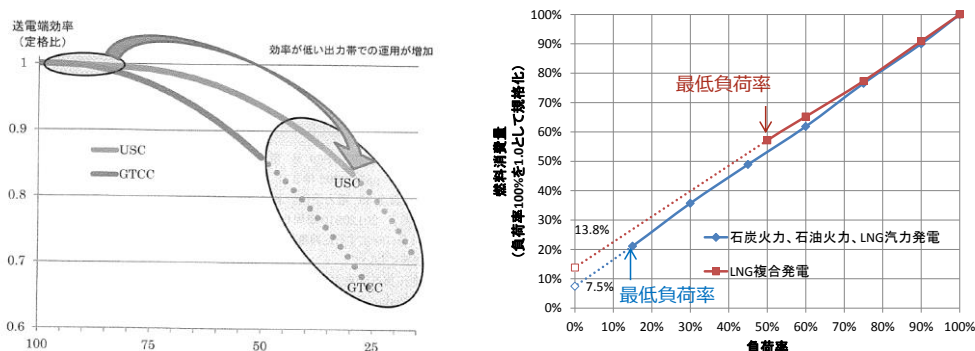 送電端効率
(定格比)
効率が低い出力帯での運用が増加
1
0.9
0.8
0.7
0.6
USC
GTCC
USC
GTCC
100
75
50
25
燃料消費量
(負荷率100%を1.0として規格化)
100%
90%
80%
70%
60%
50%
40%
30%
20%
10%
0%
最低負荷率
13.8%
7.5%
最低負荷率
石炭火力、石油火力、LNG汽力発電
LNG複合発電
0%
10%
20%
30%
40%
50%
60%
70%
80%
90%
100%
負荷率